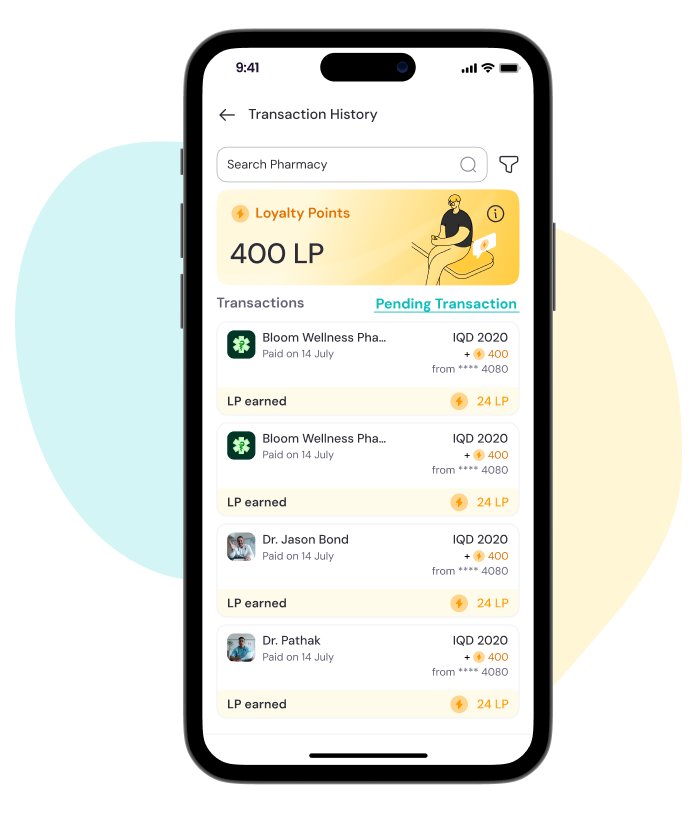 9:41
Transaction History
Search Pharmacy
Loyalty Points
400 LP
Transactions
Pending Transaction
Bloom Wellness Pha...
IQD 2020
Paid on 14 July
+ 400
from **** 4080
LP earned
24 LP
Bloom Wellness Pha...
IQD 2020
Paid on 14 July
+ 400
from **** 4080
LP earned
24 LP
Dr. Jason Bond
IQD 2020
Paid on 14 July
+ 400
from **** 4080
LP earned
24 LP
Dr. Pathak
IQD 2020
Paid on 14 July
+ 400
from **** 4080
LP earned
24 LP